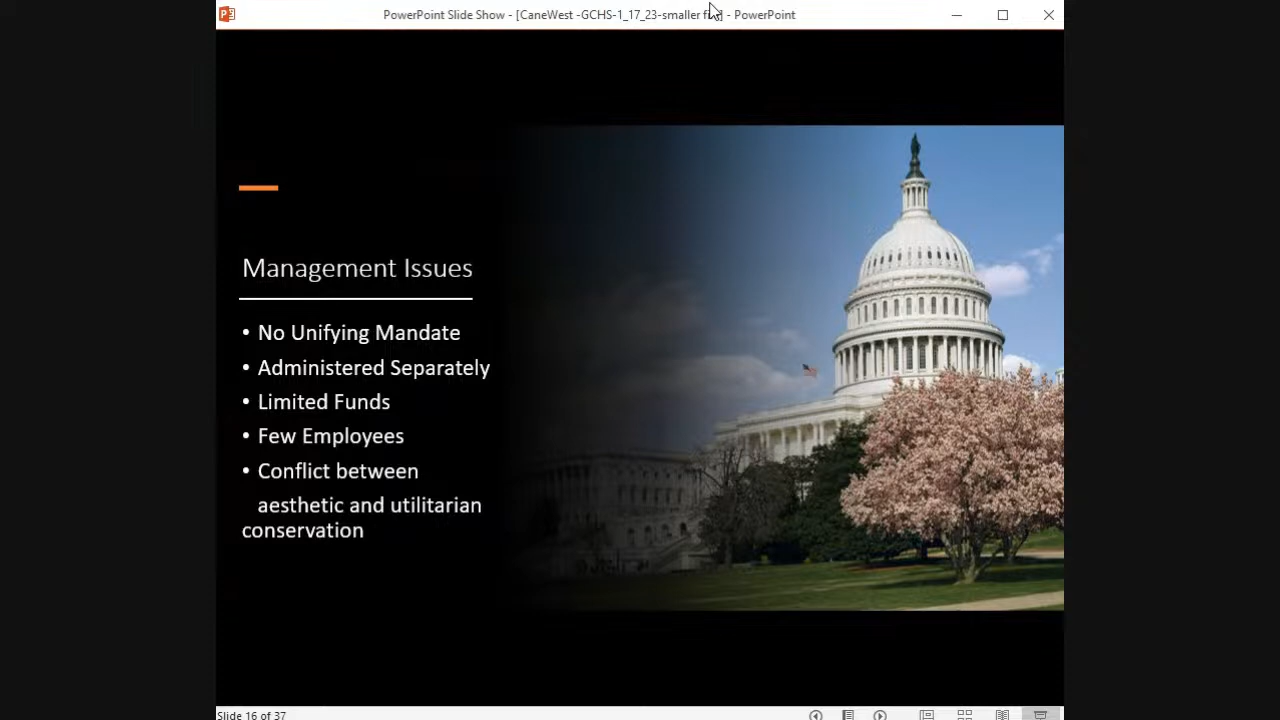 PowerPoint Slide Show - [CaneWest -GCHS-1_17_23-smaller f] - PowerPoint
Management Issues
• No Unifying Mandate
• Administered Separately
• Limited Funds
• Few Employees
• Conflict between
aesthetic and utilitarian
conservation
Slide 16 of 37